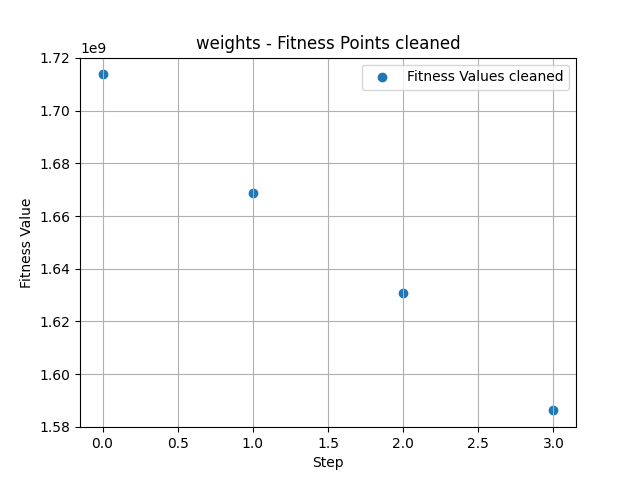 weights - Fitness Points cleaned
1e9
Fitness Values cleaned
1.72
1.70
1.68
1.66
1.64
1.62
1.60
1.58
Fitness Value
0.0 0.5 1.0 1.5 2.0 2.5 3.0
Step